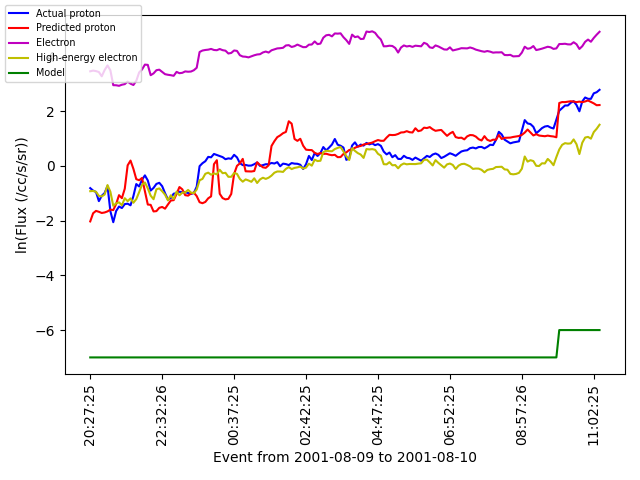 Actual proton
Predicted proton
Electron
High-energy electron
Model
ln(Flux (/cc/s/sr))
2
0
−2
−4
−6
20:27:25
22:32:26
00:37:25
02:42:25
04:47:25
06:52:25
08:57:26
11:02:25
Event from 2001-08-09 to 2001-08-10